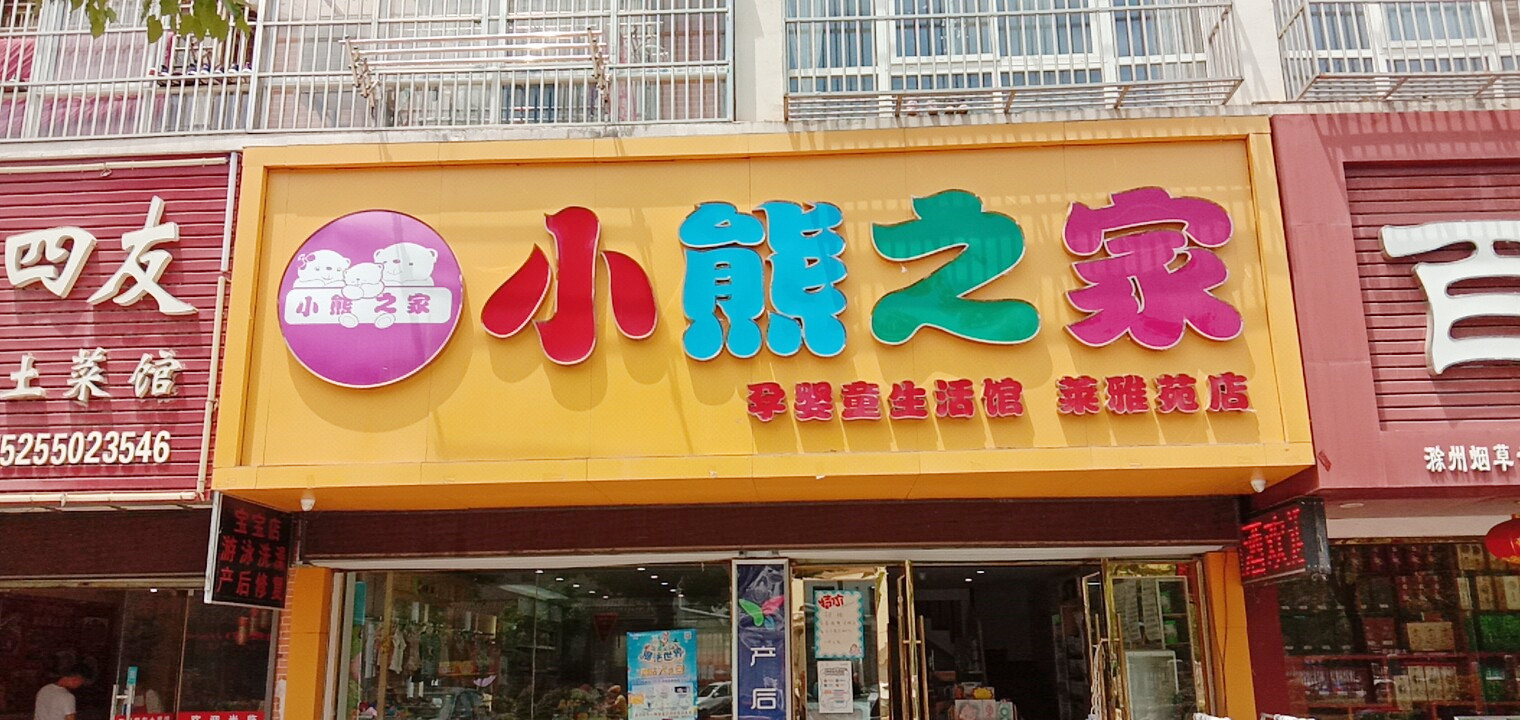 四友
土菜馆
5255023546
小熊之家
小熊之家
孕婴童生活馆 莱雅苑店
百
滁州烟草
宝宝店
游泳洗澡
产后修复
产后